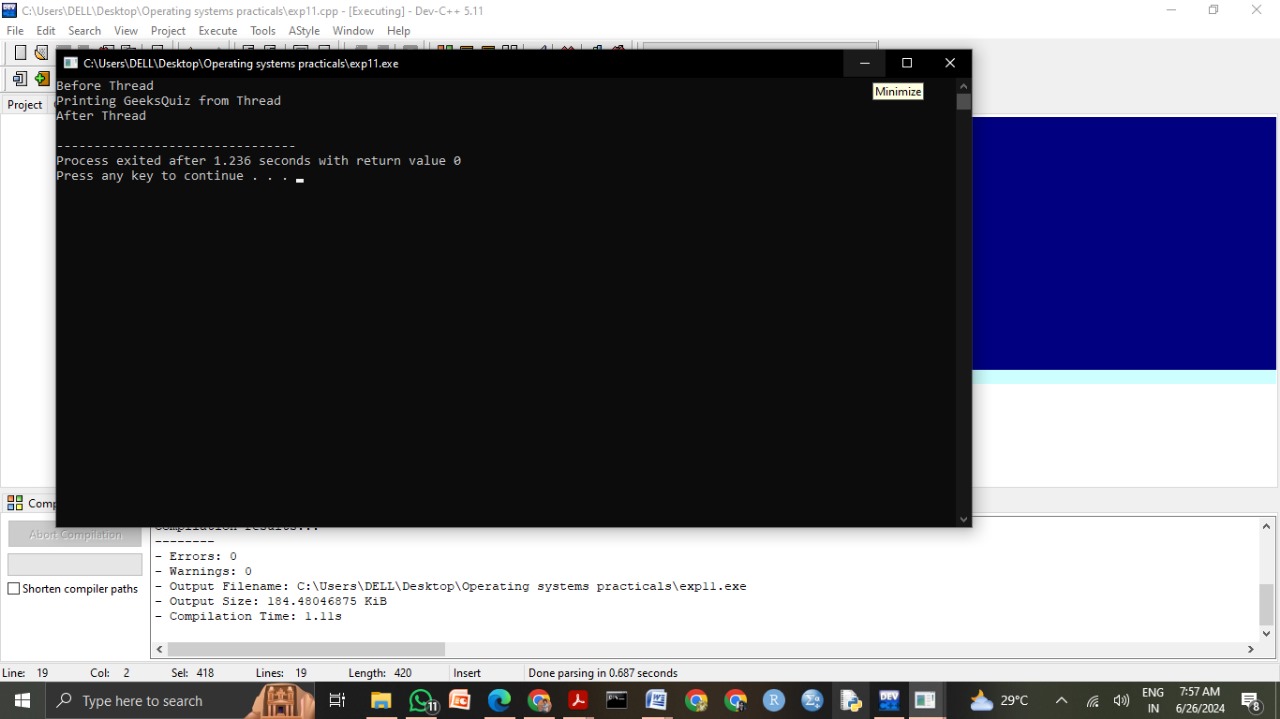 C:\Users\DELL\Desktop\Operating systems practicals\exp11.cpp - [Executing] - Dev-C++ 5.11
File Edit Search View Project Execute Tools AStyle Window Help
C:\Users\DELL\Desktop\Operating systems practicals\exp11.exe
Minimize
Before Thread
Printing GeeksQuiz from Thread
After Thread
--------------------------------
Process exited after 1.236 seconds with return value 0
Press any key to continue . . .
Project
Comp
Abort Compilation
Shorten compiler paths
Compilation results...
--------
- Errors: 0
- Warnings: 0
- Output Filename: C:\Users\DELL\Desktop\Operating systems practicals\exp11.exe
- Output Size: 184.48046875 KiB
- Compilation Time: 1.11s
Line: 19 Col: 2 Sel: 418 Lines: 19 Length: 420 Insert Done parsing in 0.687 seconds
Type here to search
11
DEV
29°C
ENG
IN
7:57 AM
6/26/2024
8